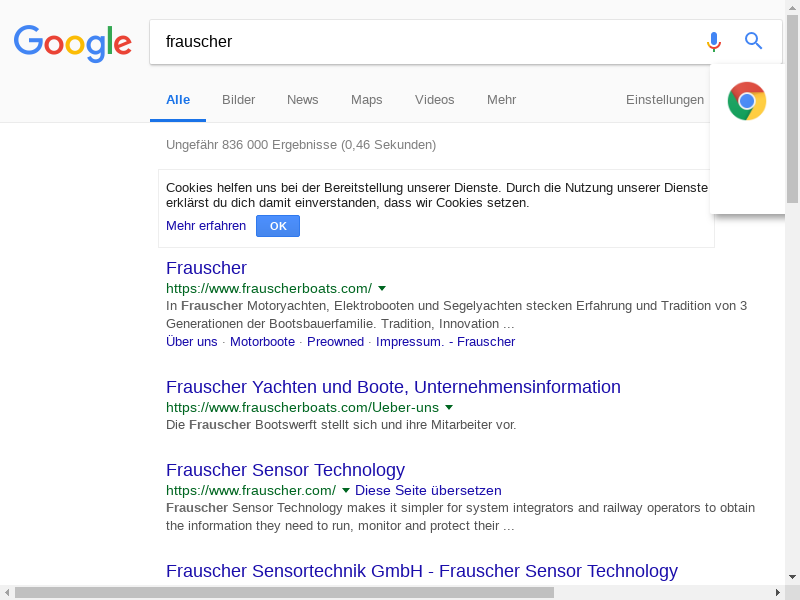 Google
frauscher
Alle Bilder News Maps Videos Mehr Einstellungen
Ungefähr 836 000 Ergebnisse (0,46 Sekunden)
Cookies helfen uns bei der Bereitstellung unserer Dienste. Durch die Nutzung unserer Dienste
erklärst du dich damit einverstanden, dass wir Cookies setzen.
Mehr erfahren OK
Frauscher
https://www.frauscherboats.com/
In Frauscher Motoryachten, Elektrobooten und Segelyachten stecken Erfahrung und Tradition von 3
Generationen der Bootsbauerfamilie. Tradition, Innovation ...
Über uns · Motorboote · Preowned · Impressum. - Frauscher
Frauscher Yachten und Boote, Unternehmensinformation
https://www.frauscherboats.com/Ueber-uns
Die Frauscher Bootswerft stellt sich und ihre Mitarbeiter vor.
Frauscher Sensor Technology
https://www.frauscher.com/ Diese Seite übersetzen
Frauscher Sensor Technology makes it simpler for system integrators and railway operators to obtain
the information they need to run, monitor and protect their ...
Frauscher Sensortechnik GmbH - Frauscher Sensor Technology